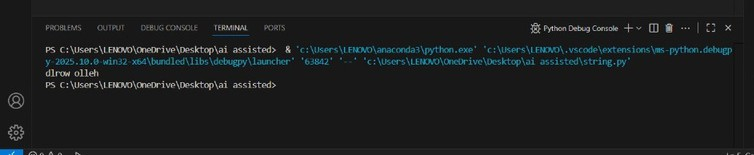 PROBLEMS OUTPUT DEBUG CONSOLE TERMINAL PORTS Python Debug Console
PS C:\Users\LENOVO\OneDrive\Desktop\ai assisted> & 'c:\Users\LENOVO\anaconda3\python.exe' 'c:\Users\LENOVO\.vscode\extensions\ms-python.debugp
y-2025.10.0-win32-x64\bundled\libs\debugpy\launcher' '63842' '--' 'c:\Users\LENOVO\OneDrive\Desktop\ai assisted\string.py'
dlrow olleh
PS C:\Users\LENOVO\OneDrive\Desktop\ai assisted>